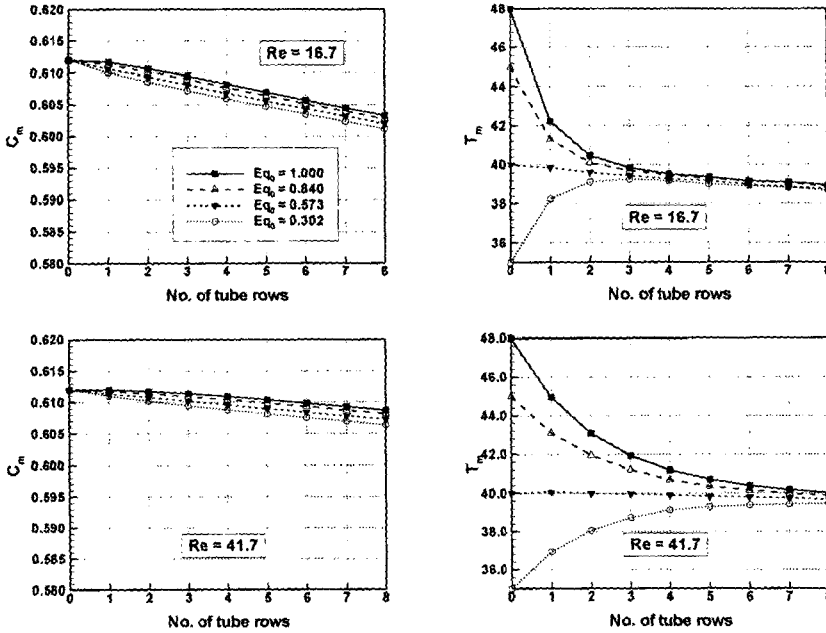 0.620
0.615
0.610
0.605
0.600
0.595
0.590
0.585
0.580
C_m
Re = 16.7
Eq₀ = 1.000
Eq₀ = 0.840
Eq₀ = 0.573
Eq₀ = 0.302
0 1 2 3 4 5 6 7 8
No. of tube rows
48
46
44
42
40
38
36
T_m
Re = 16.7
0 1 2 3 4 5 6 7 8
No. of tube rows
0.620
0.615
0.610
0.605
0.600
0.595
0.590
0.585
0.580
C_m
Re = 41.7
0 1 2 3 4 5 6 7 8
No. of tube rows
48.0
46.0
44.0
42.0
40.0
38.0
36.0
T_m
Re = 41.7
0 1 2 3 4 5 6 7 8
No. of tube rows